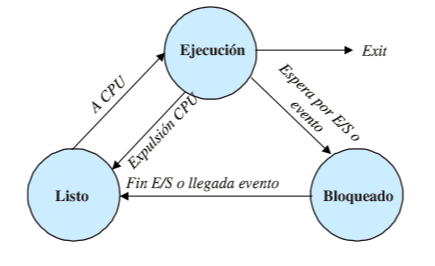 Ejecución
Exit
A CPU
Expulsión CPU
Espera por E/S o
evento
Fin E/S o llegada evento
Listo
Bloqueado